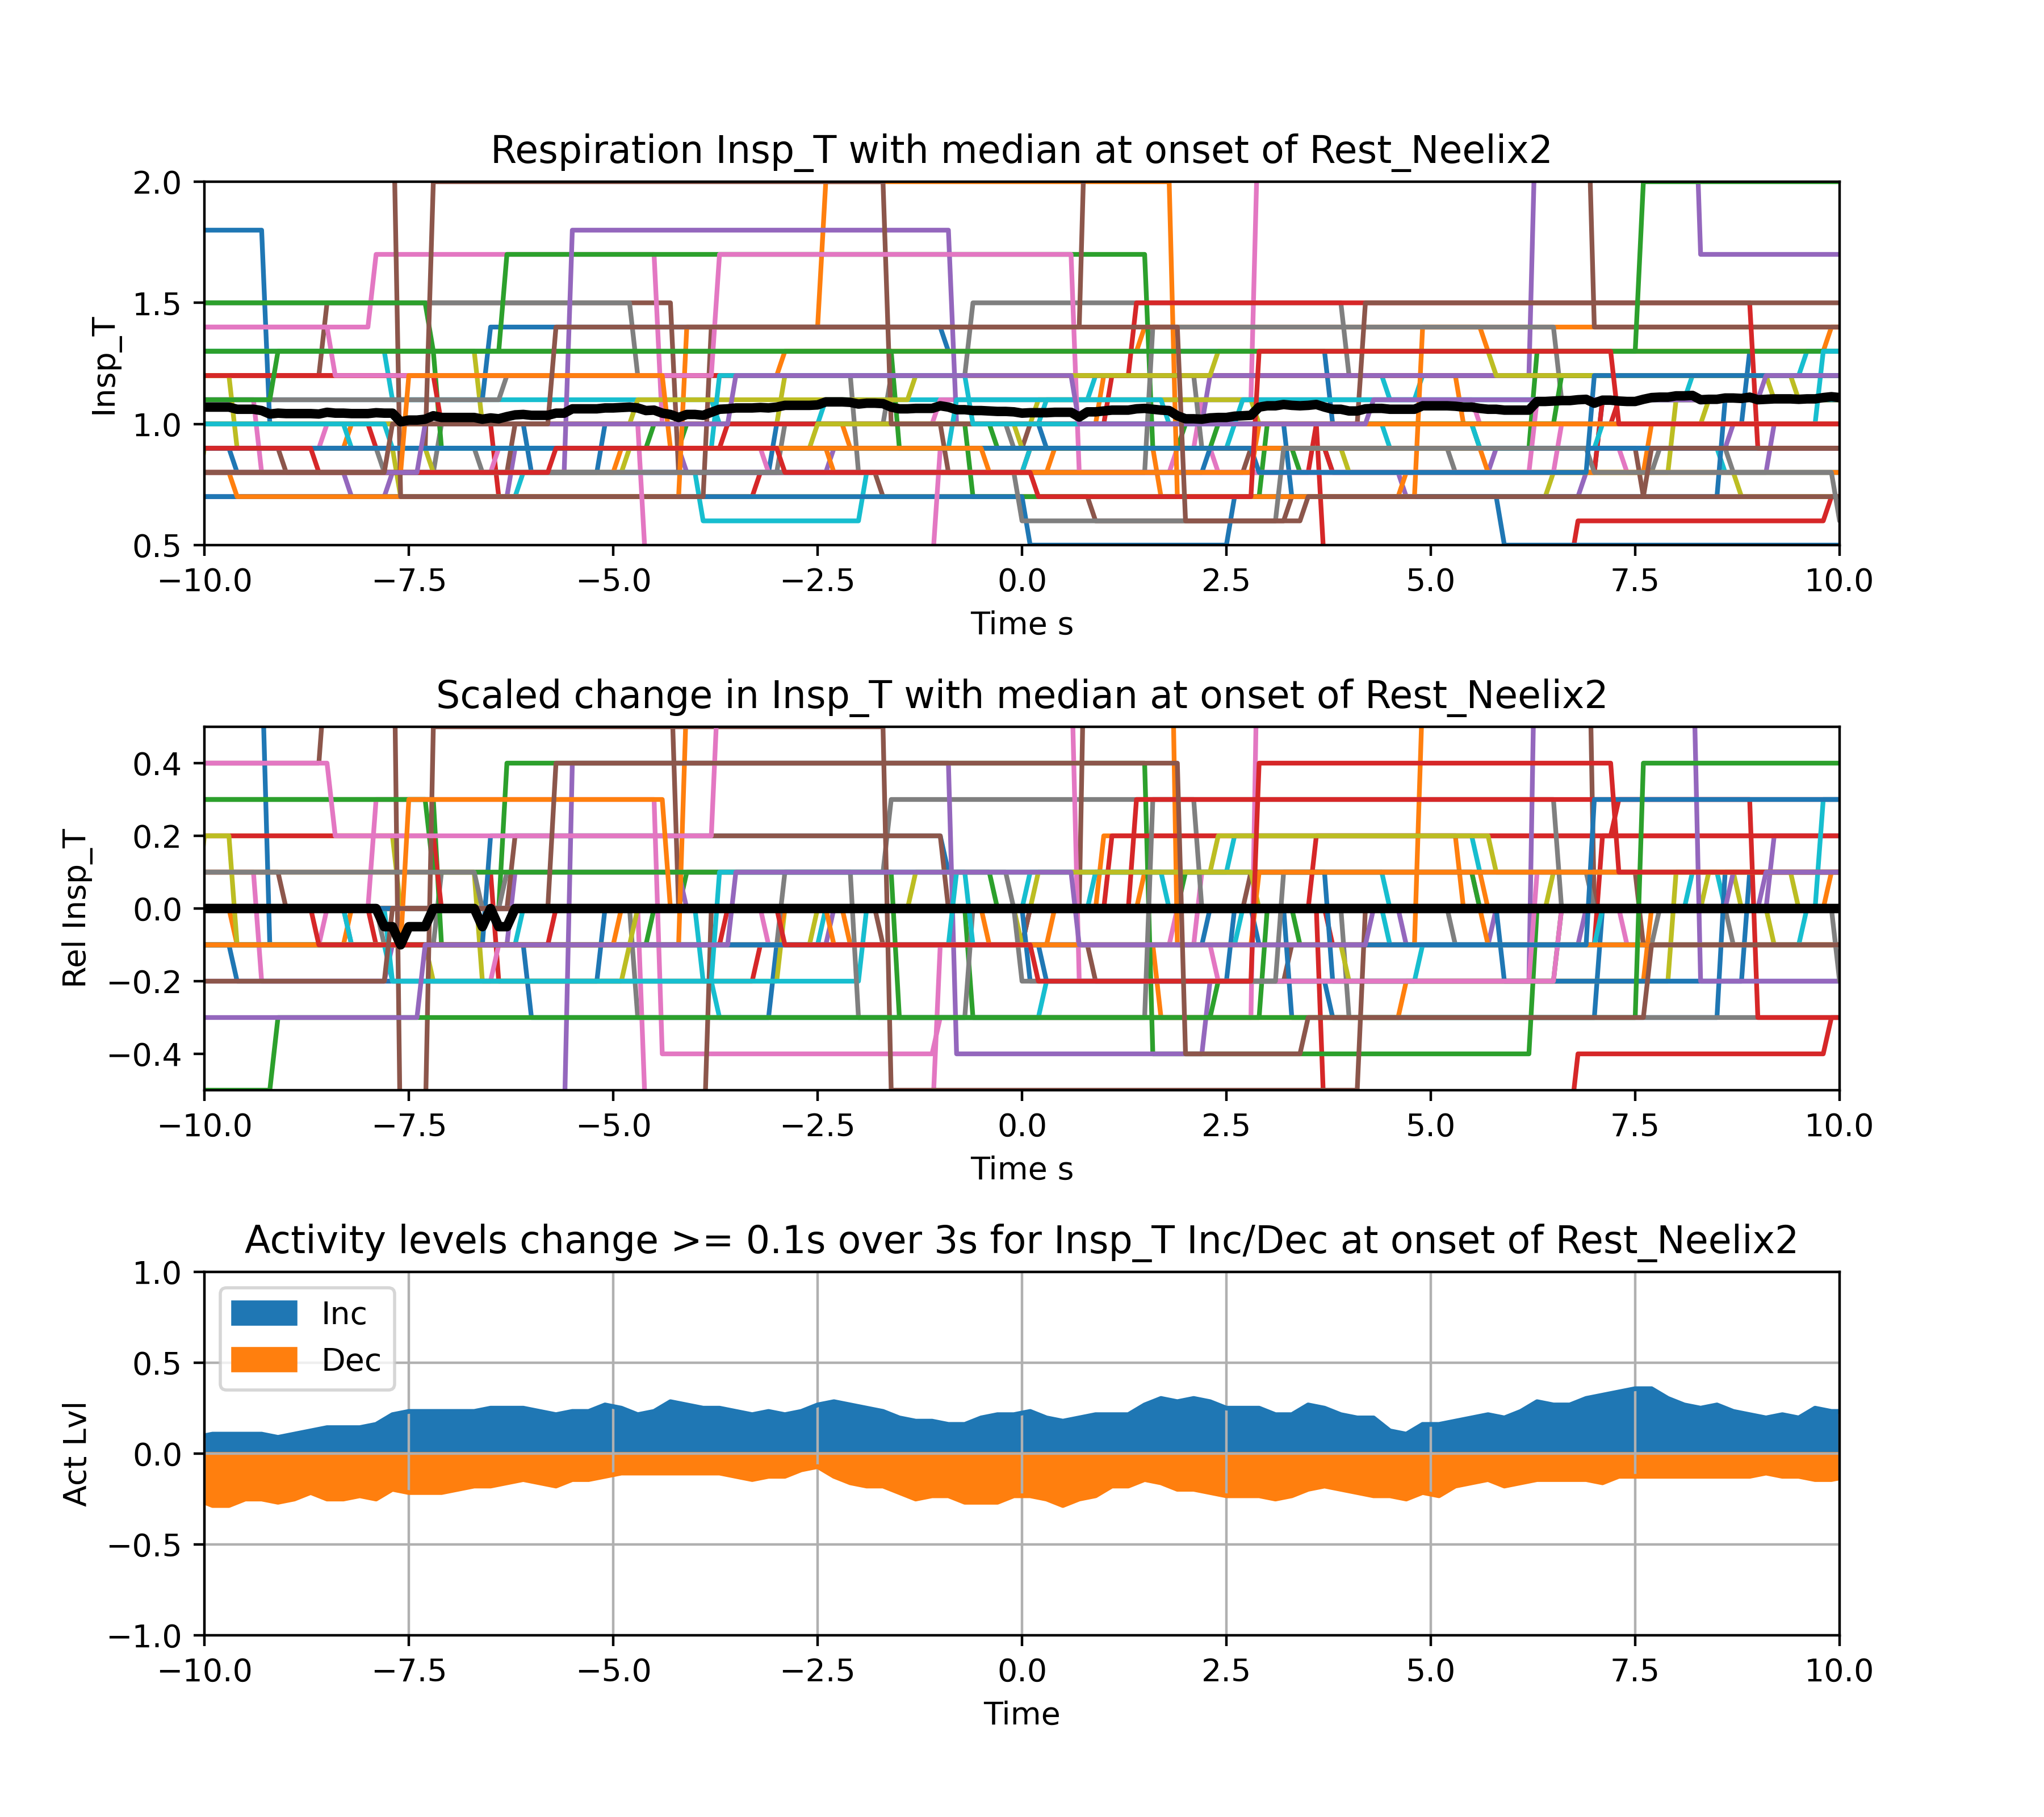 Respiration Insp_T with median at onset of Rest_Neelix2
2.0
1.5
1.0
0.5
Insp_T
−10.0 −7.5 −5.0 −2.5 0.0 2.5 5.0 7.5 10.0
Time s
Scaled change in Insp_T with median at onset of Rest_Neelix2
0.4
0.2
0.0
−0.2
−0.4
Rel Insp_T
−10.0 −7.5 −5.0 −2.5 0.0 2.5 5.0 7.5 10.0
Time s
Activity levels change >= 0.1s over 3s for Insp_T Inc/Dec at onset of Rest_Neelix2
1.0
0.5
0.0
−0.5
−1.0
Act Lvl
Inc
Dec
−10.0 −7.5 −5.0 −2.5 0.0 2.5 5.0 7.5 10.0
Time